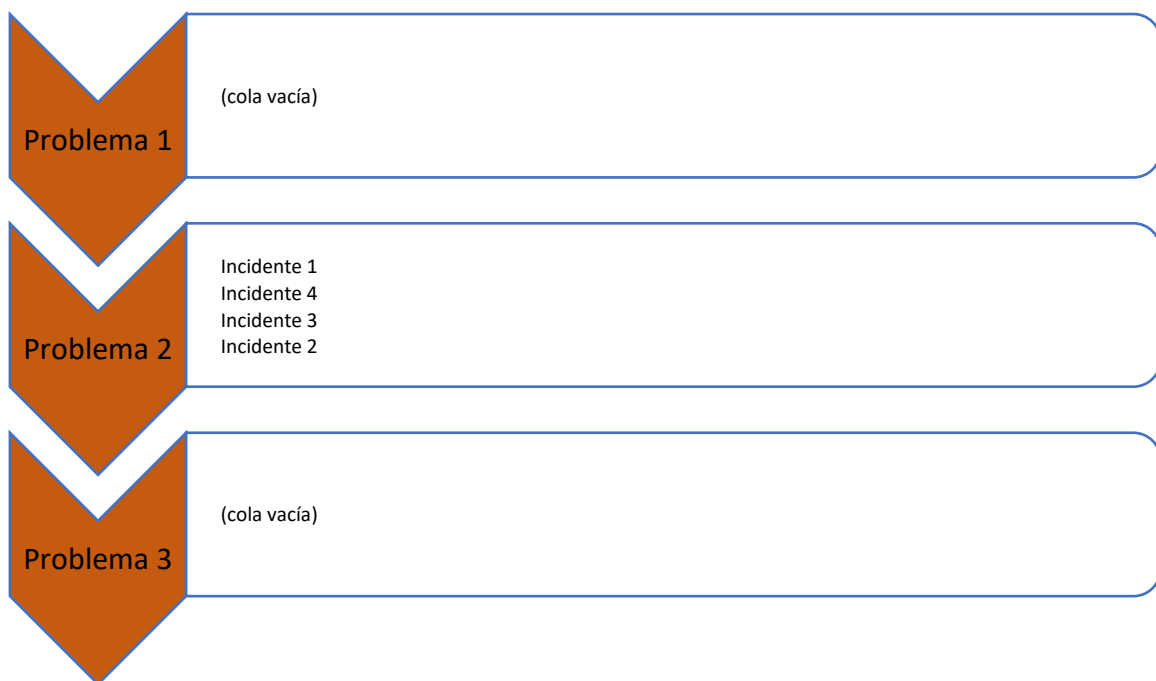 Problema 1
(cola vacía)
Problema 2
Incidente 1
Incidente 4
Incidente 3
Incidente 2
Problema 3
(cola vacía)